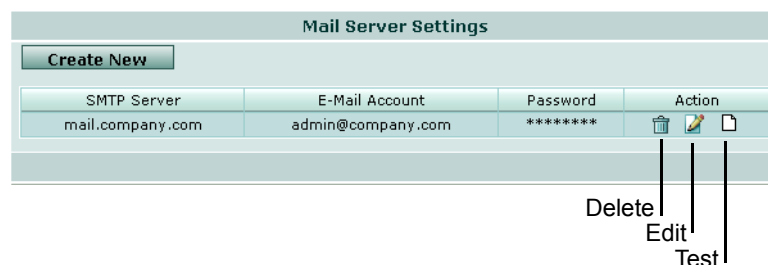 Mail Server Settings
Create New
SMTP Server E-Mail Account Password Action
mail.company.com admin@company.com ********
Delete
Edit
Test